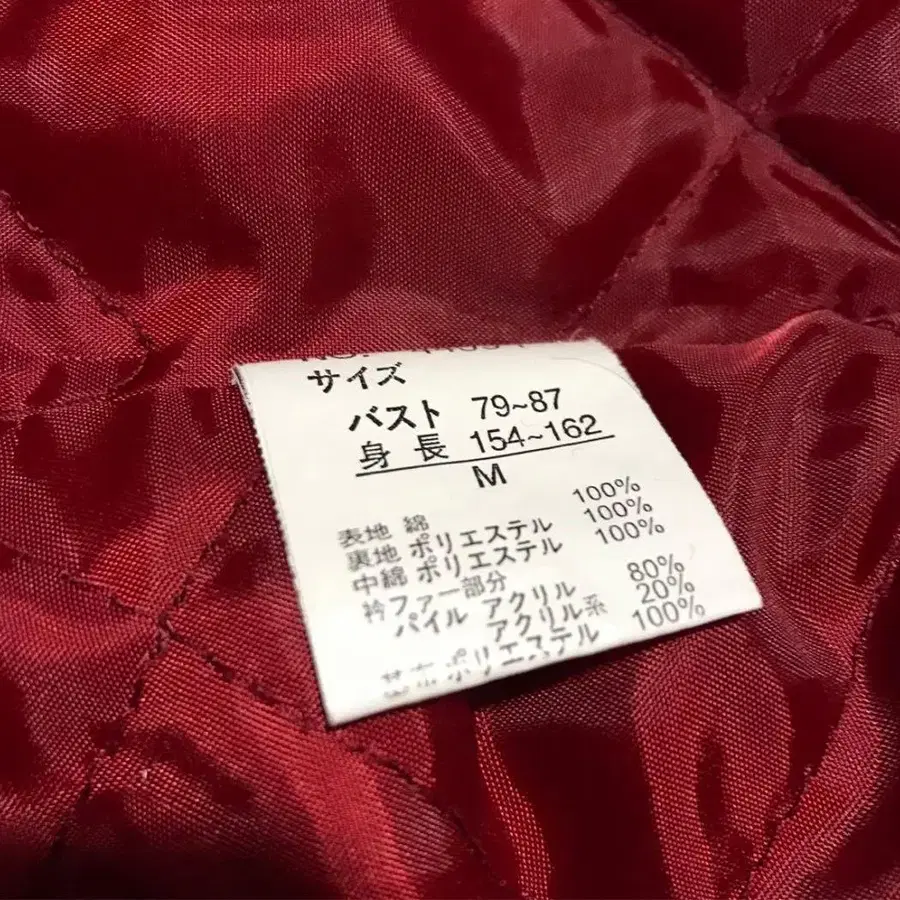 サイズ
バスト 79~87
身長 154~162
M
表地 綿 100%
裏地 ポリエステル 100%
中綿 ポリエステル 100%
衿ファー部分
パイル アクリル 80%
アクリル系 20%
基布 ポリエステル 100%